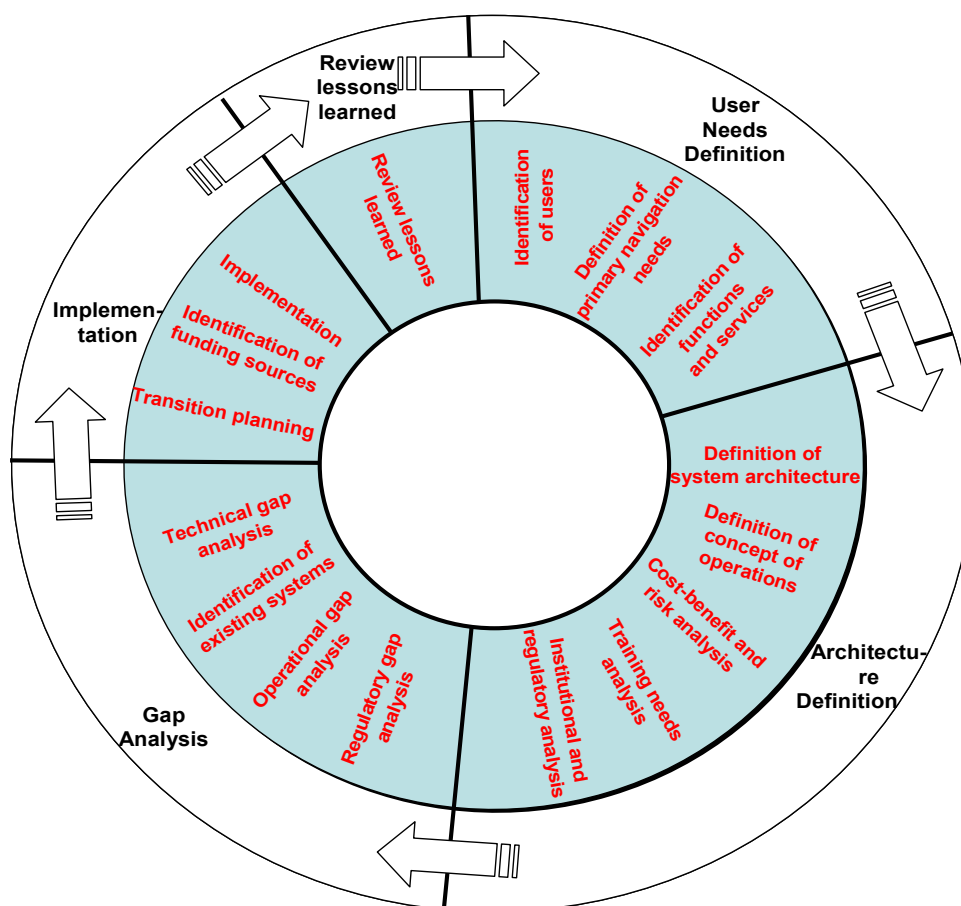 Review
lessons
learned
User
Needs
Definition
Review lessons
learned
Identification
of users
Definition of
primary navigation
needs
Identification of
functions
and services
Implemen-
tation
Implementation
Identification of
funding sources
Transition planning
Definition of
system architecture
Definition of
concept of
operations
Cost-benefit and
risk analysis
Training needs
analysis
Institutional and
regulatory analysis
Architectu-
re
Definition
Technical gap
analysis
Identification of
existing systems
Operational gap
analysis
Regulatory gap
analysis
Gap
Analysis